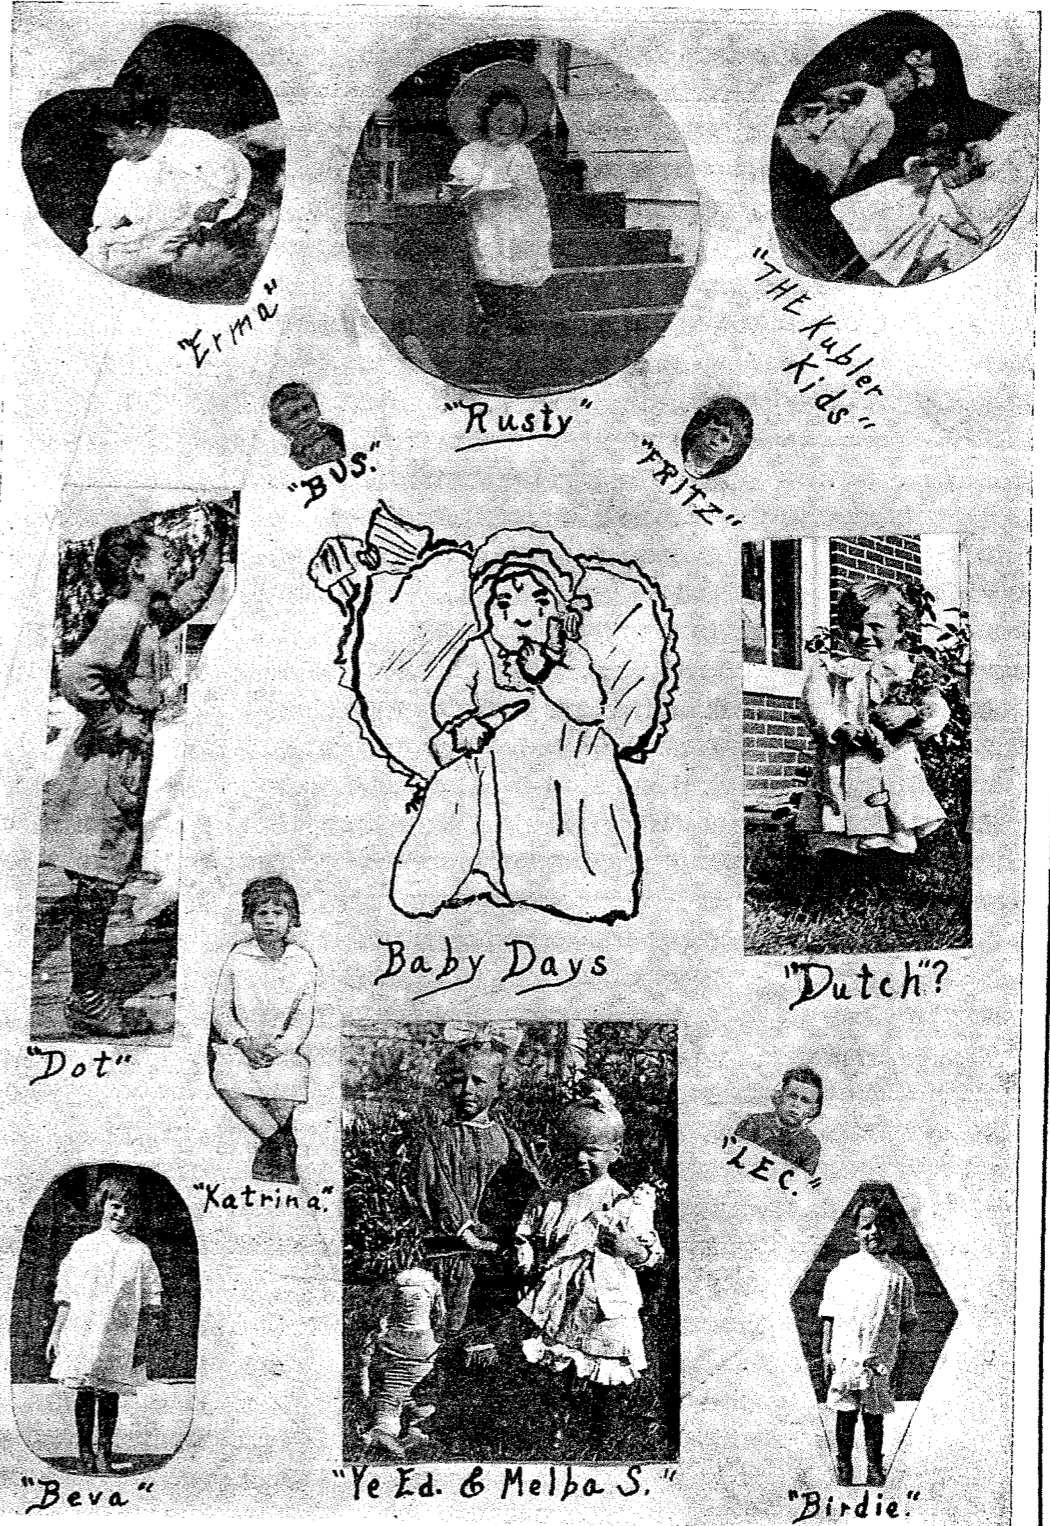 "Erma"
"Rusty"
"THE Kubler
Kids"
"BUS."
"FRITZ"
Baby Days
"Dutch"?
"Dot"
"Katrina."
"LEC."
"Beva"
"Ye Ed. & Melba S."
"Birdie."